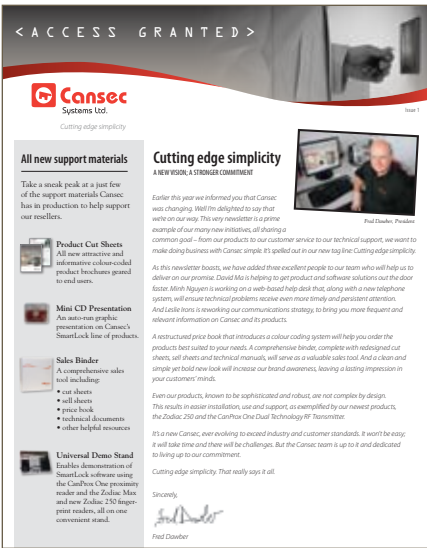 <ACCESS GRANTED>
Cansec
Systems Ltd.
Cutting edge simplicity
Issue 1
All new support materials
Take a sneak peak at a just few
of the support materials Cansec
has in production to help support
our resellers.
Product Cut Sheets
All new attractive and
informative colour-coded
product brochures geared
to end users.
Mini CD Presentation
An auto-run graphic
presentation on Cansec's
SmartLock line of products.
Sales Binder
A comprehensive sales
tool including:
• cut sheets
• sell sheets
• price book
• technical documents
• other helpful resources
Universal Demo Stand
Enables demonstration of
SmartLock software using
the CanProx One proximity
reader and the Zodiac Max
and new Zodiac 250 finger-
print readers, all on one
convenient stand.
Cutting edge simplicity
A NEW VISION; A STRONGER COMMITMENT
Fred Dawber, President
Earlier this year we informed you that Cansec
was changing. Well I'm delighted to say that
we're on our way. This very newsletter is a prime
example of our many new initiatives, all sharing a
common goal – from our products to our customer service to our technical support, we want to
make doing business with Cansec simple. It's spelled out in our new tag line: Cutting edge simplicity.
As this newsletter boasts, we have added three excellent people to our team who will help us to
deliver on our promise. David Ma is helping to get product and software solutions out the door
faster. Minh Nguyen is working on a web-based help desk that, along with a new telephone
system, will ensure technical problems receive even more timely and persistent attention.
And Leslie Irons is reworking our communications strategy, to bring you more frequent and
relevant information on Cansec and its products.
A restructured price book that introduces a colour coding system will help you order the
products best suited to your needs. A comprehensive binder, complete with redesigned cut
sheets, sell sheets and technical manuals, will serve as a valuable sales tool. And a clean and
simple yet bold new look will increase our brand awareness, leaving a lasting impression in
your customers' minds.
Even our products, known to be sophisticated and robust, are not complex by design.
This results in easier installation, use and support, as exemplified by our newest products,
the Zodiac 250 and the CanProx One Dual Technology RF Transmitter.
It's a new Cansec, ever evolving to exceed industry and customer standards. It won't be easy;
it will take time and there will be challenges. But the Cansec team is up to it and dedicated
to living up to our commitment.
Cutting edge simplicity. That really says it all.
Sincerely,
Fred Dawber
Fred Dawber